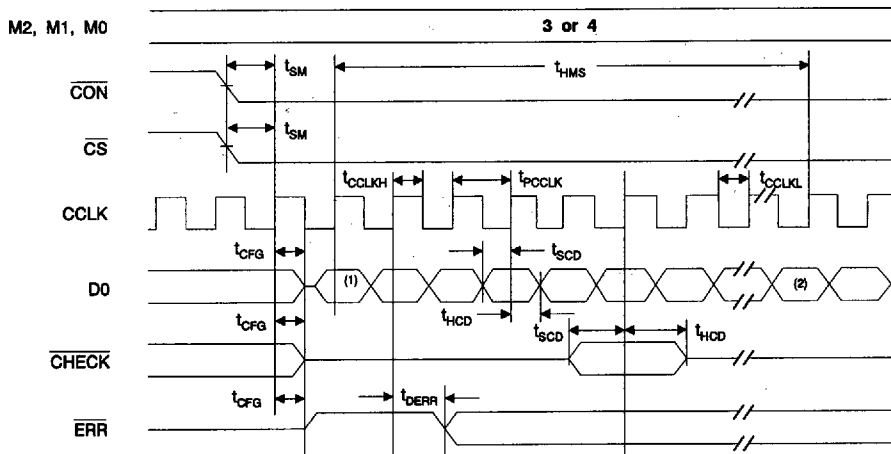 M2, M1, M0 3 or 4
tSM tHMS
CON
tSM
CS
tCCLKH tPCCLK tCCLKL
CCLK
tCFG tSCD
D0 (1) (2)
tCFG tHCD tSCD tHCD
CHECK
tCFG tDERR
ERR